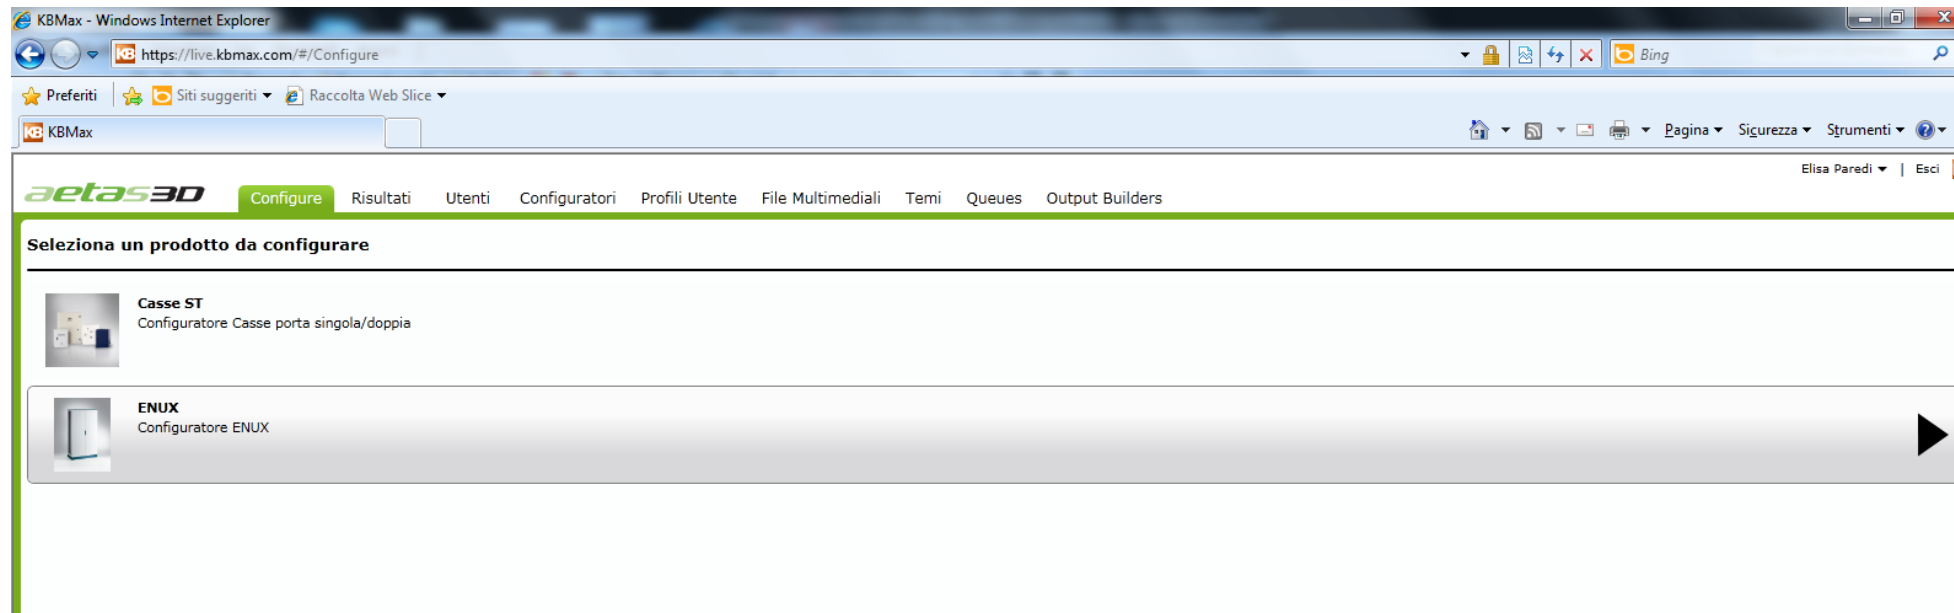 KBMax - Windows Internet Explorer
https://live.kbmax.com/#/Configure
Bing
Preferiti Siti suggeriti Raccolta Web Slice
KBMax
Pagina Sicurezza Strumenti
Elisa Paredi | Esci
aetas3D Configure Risultati Utenti Configuratori Profili Utente File Multimediali Temi Queues Output Builders
Seleziona un prodotto da configurare
Casse ST
Configuratore Casse porta singola/doppia
ENUX
Configuratore ENUX